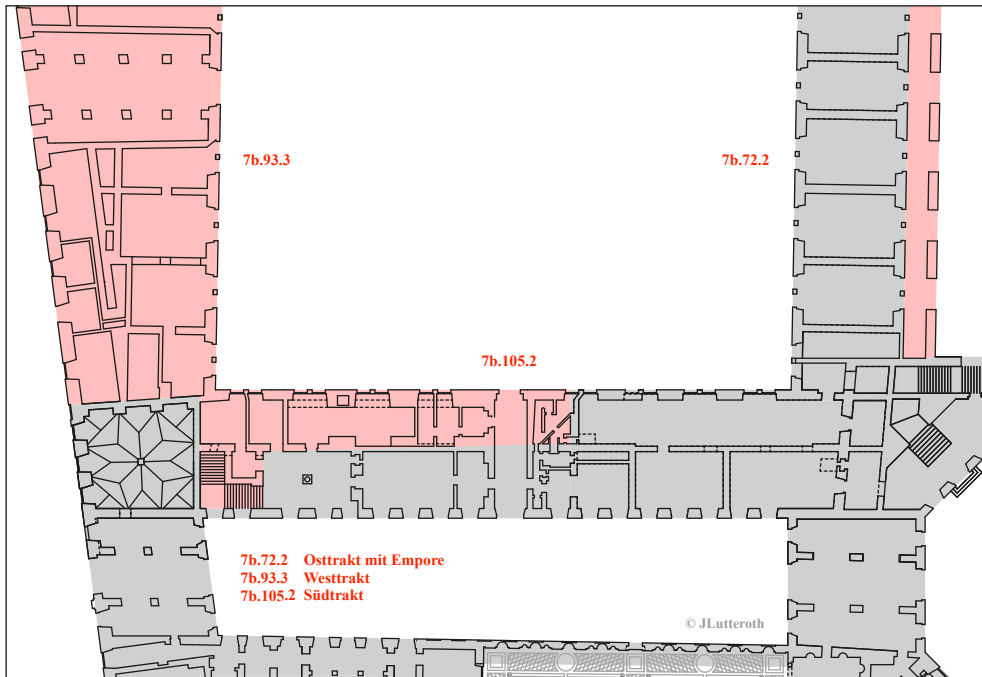 7b.93.3
7b.72.2
7b.105.2
7b.72.2 Osttrakt mit Empore
7b.93.3 Westtrakt
7b.105.2 Südtrakt
© JLutteroth